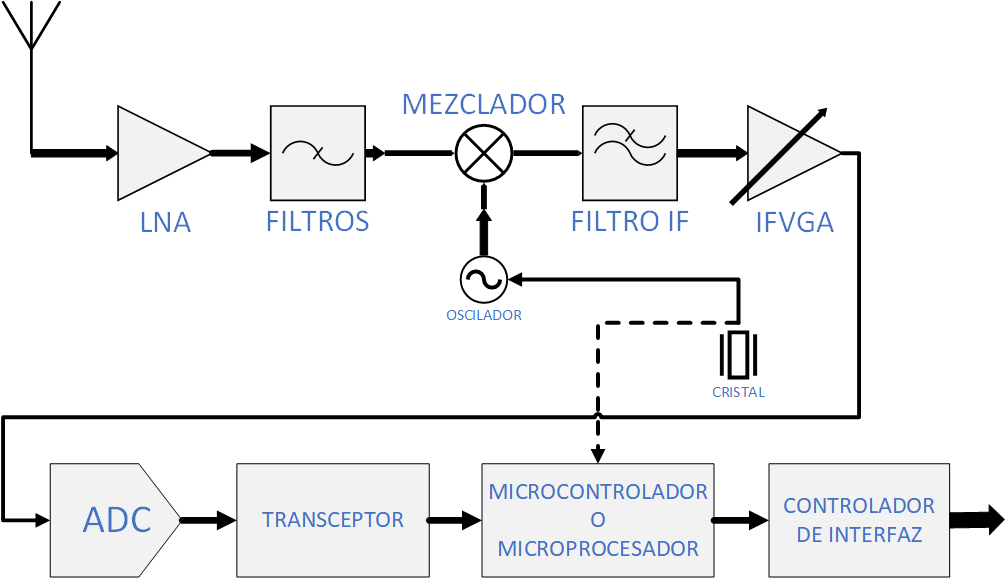 MEZCLADOR
LNA
FILTROS
FILTRO IF
IFVGA
OSCILADOR
CRISTAL
ADC
TRANSCEPTOR
MICROCONTROLADOR
O
MICROPROCESADOR
CONTROLADOR
DE INTERFAZ